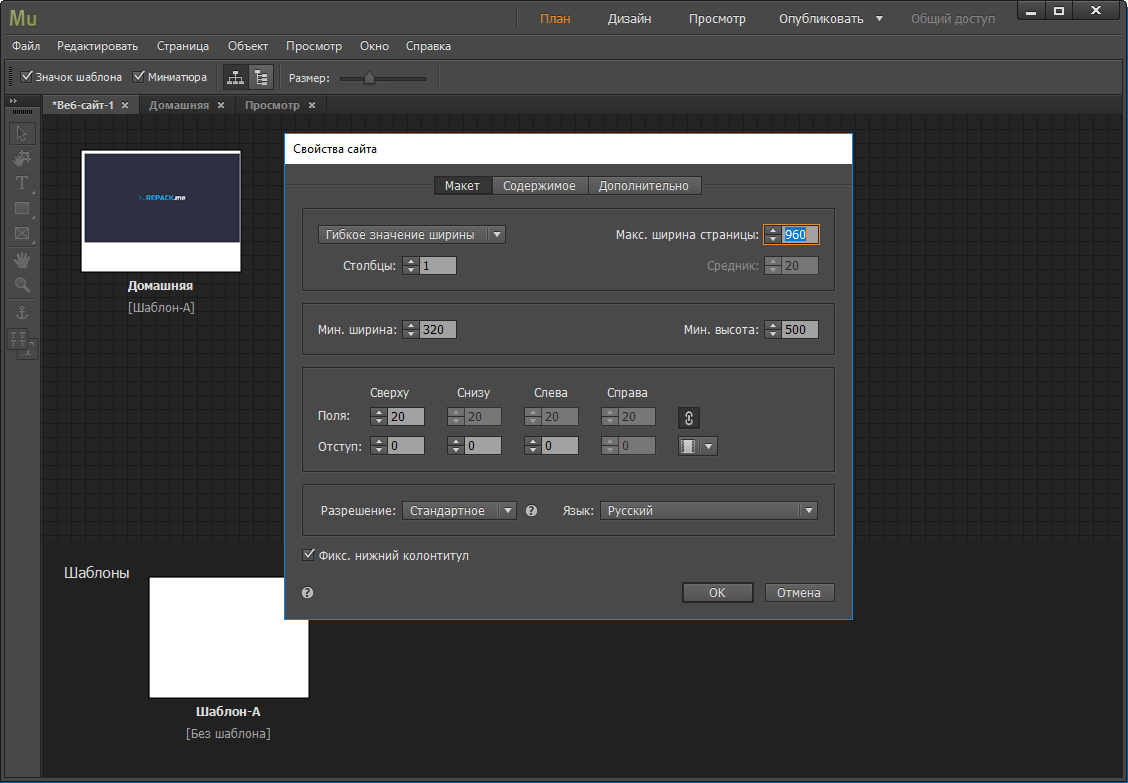 Mu
План Дизайн Просмотр Опубликовать Общий доступ
Файл Редактировать Страница Объект Просмотр Окно Справка
Значок шаблона Миниатюра Размер:
*Веб-сайт-1 Домашняя Просмотр
REPACK.me
Домашняя
[Шаблон-А]
Свойства сайта
Макет Содержимое Дополнительно
Гибкое значение ширины Макс. ширина страницы: 960
Столбцы: 1 Средник: 20
Мин. ширина: 320 Мин. высота: 500
Сверху Снизу Слева Справа
Поля: 20 20 20 20
Отступ: 0 0 0 0
Разрешение: Стандартное ? Язык: Русский
Фикс. нижний колонтитул
? OK Отмена
Шаблоны
Шаблон-А
[Без шаблона]